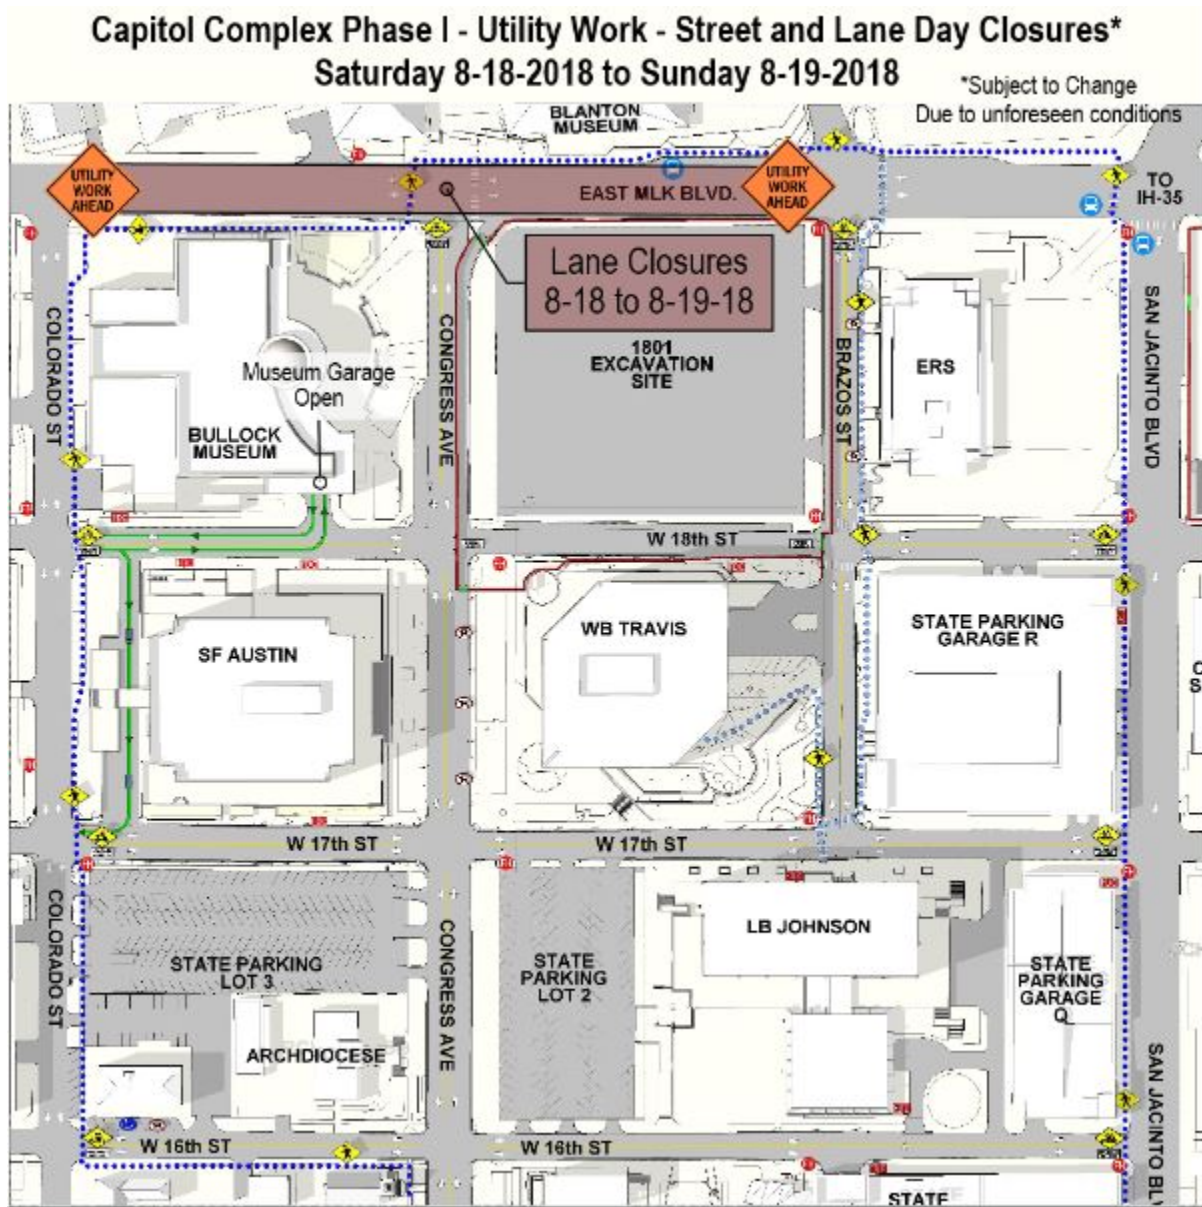 Capitol Complex Phase I - Utility Work - Street and Lane Day Closures*
Saturday 8-18-2018 to Sunday 8-19-2018
*Subject to Change
Due to unforeseen conditions
BLANTON
MUSEUM
UTILITY
WORK
AHEAD
EAST MLK BLVD.
UTILITY
WORK
AHEAD
TO
IH-35
Lane Closures
8-18 to 8-19-18
COLORADO ST
CONGRESS AVE
BRAZOS ST
SAN JACINTO BLVD
1801
EXCAVATION
SITE
ERS
Museum Garage
Open
BULLOCK
MUSEUM
W 18th ST
SF AUSTIN
WB TRAVIS
STATE PARKING
GARAGE R
W 17th ST
W 17th ST
COLORADO ST
CONGRESS AVE
STATE PARKING
LOT 3
STATE
PARKING
LOT 2
LB JOHNSON
STATE
PARKING
GARAGE
Q
ARCHDIOCESE
SAN JACINTO BLV
W 16th ST
W 16th ST
STATE